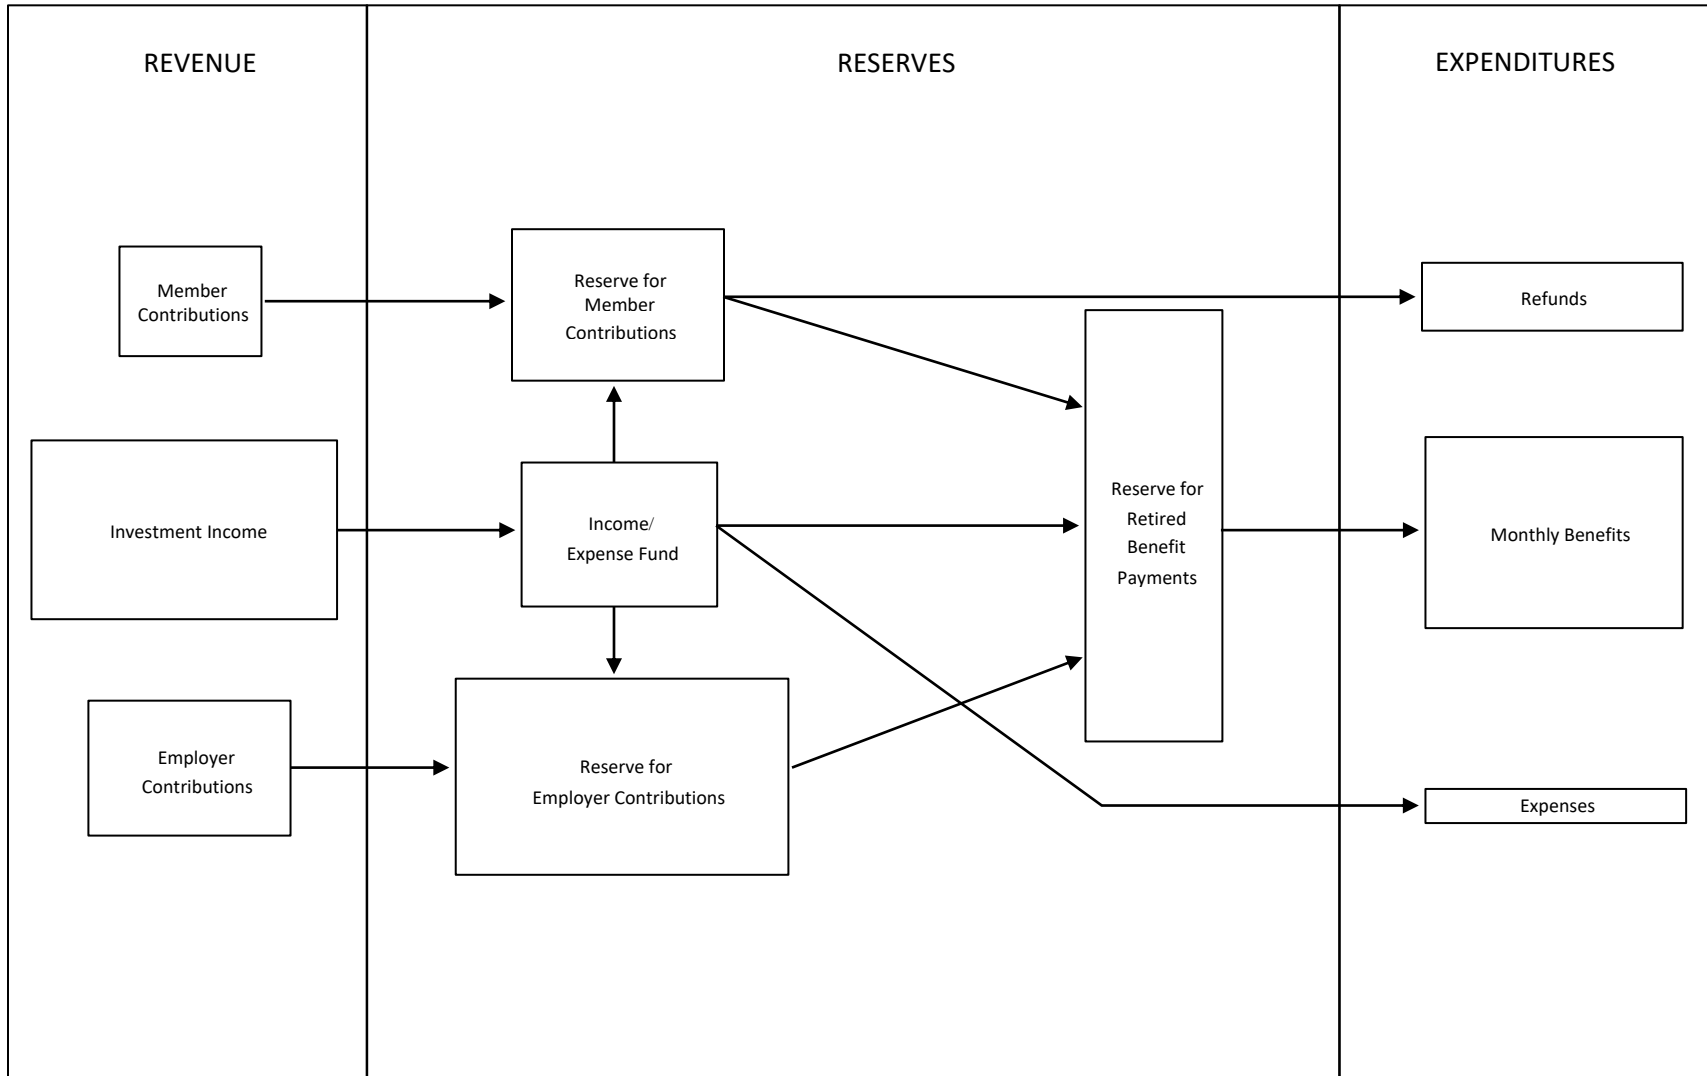 REVENUE
RESERVES
EXPENDITURES
Member
Contributions
Reserve for
Member
Contributions
Refunds
Investment Income
Income/
Expense Fund
Reserve for
Retired
Benefit
Payments
Monthly Benefits
Employer
Contributions
Reserve for
Employer Contributions
Expenses